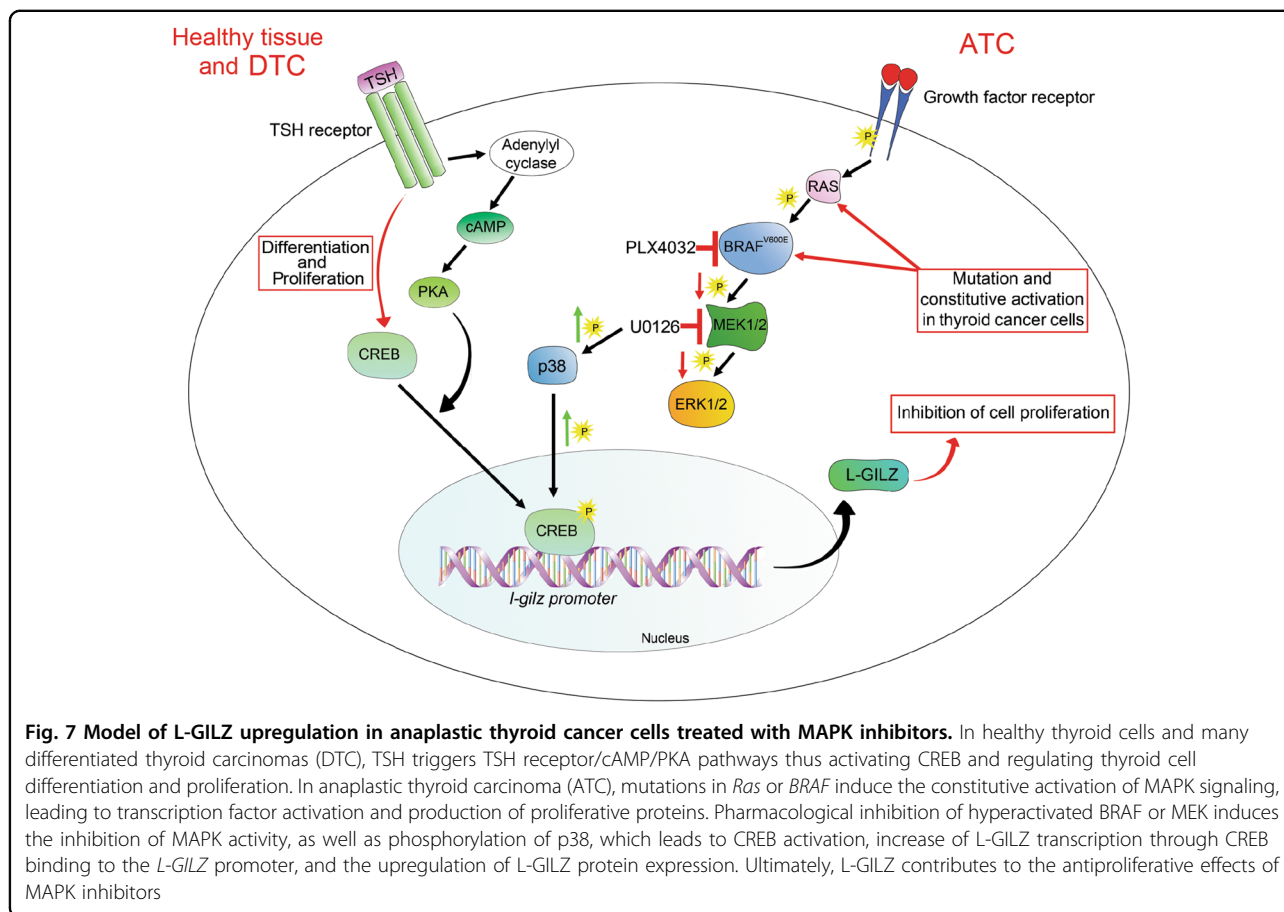 Healthy tissue
and DTC
ATC
TSH
TSH receptor
Growth factor receptor
P
Adenylyl
cyclase
RAS
P
cAMP
Differentiation
and
Proliferation
PLX4032
BRAF V600E
Mutation and
constitutive activation
in thyroid cancer cells
PKA
P
U0126
MEK1/2
P
CREB
p38
P
ERK1/2
P
Inhibition of cell proliferation
L-GILZ
P
CREB
l-gilz promoter
Nucleus
Fig. 7 Model of L-GILZ upregulation in anaplastic thyroid cancer cells treated with MAPK inhibitors. In healthy thyroid cells and many
differentiated thyroid carcinomas (DTC), TSH triggers TSH receptor/cAMP/PKA pathways thus activating CREB and regulating thyroid cell
differentiation and proliferation. In anaplastic thyroid carcinoma (ATC), mutations in Ras or BRAF induce the constitutive activation of MAPK signaling,
leading to transcription factor activation and production of proliferative proteins. Pharmacological inhibition of hyperactivated BRAF or MEK induces
the inhibition of MAPK activity, as well as phosphorylation of p38, which leads to CREB activation, increase of L-GILZ transcription through CREB
binding to the L-GILZ promoter, and the upregulation of L-GILZ protein expression. Ultimately, L-GILZ contributes to the antiproliferative effects of
MAPK inhibitors